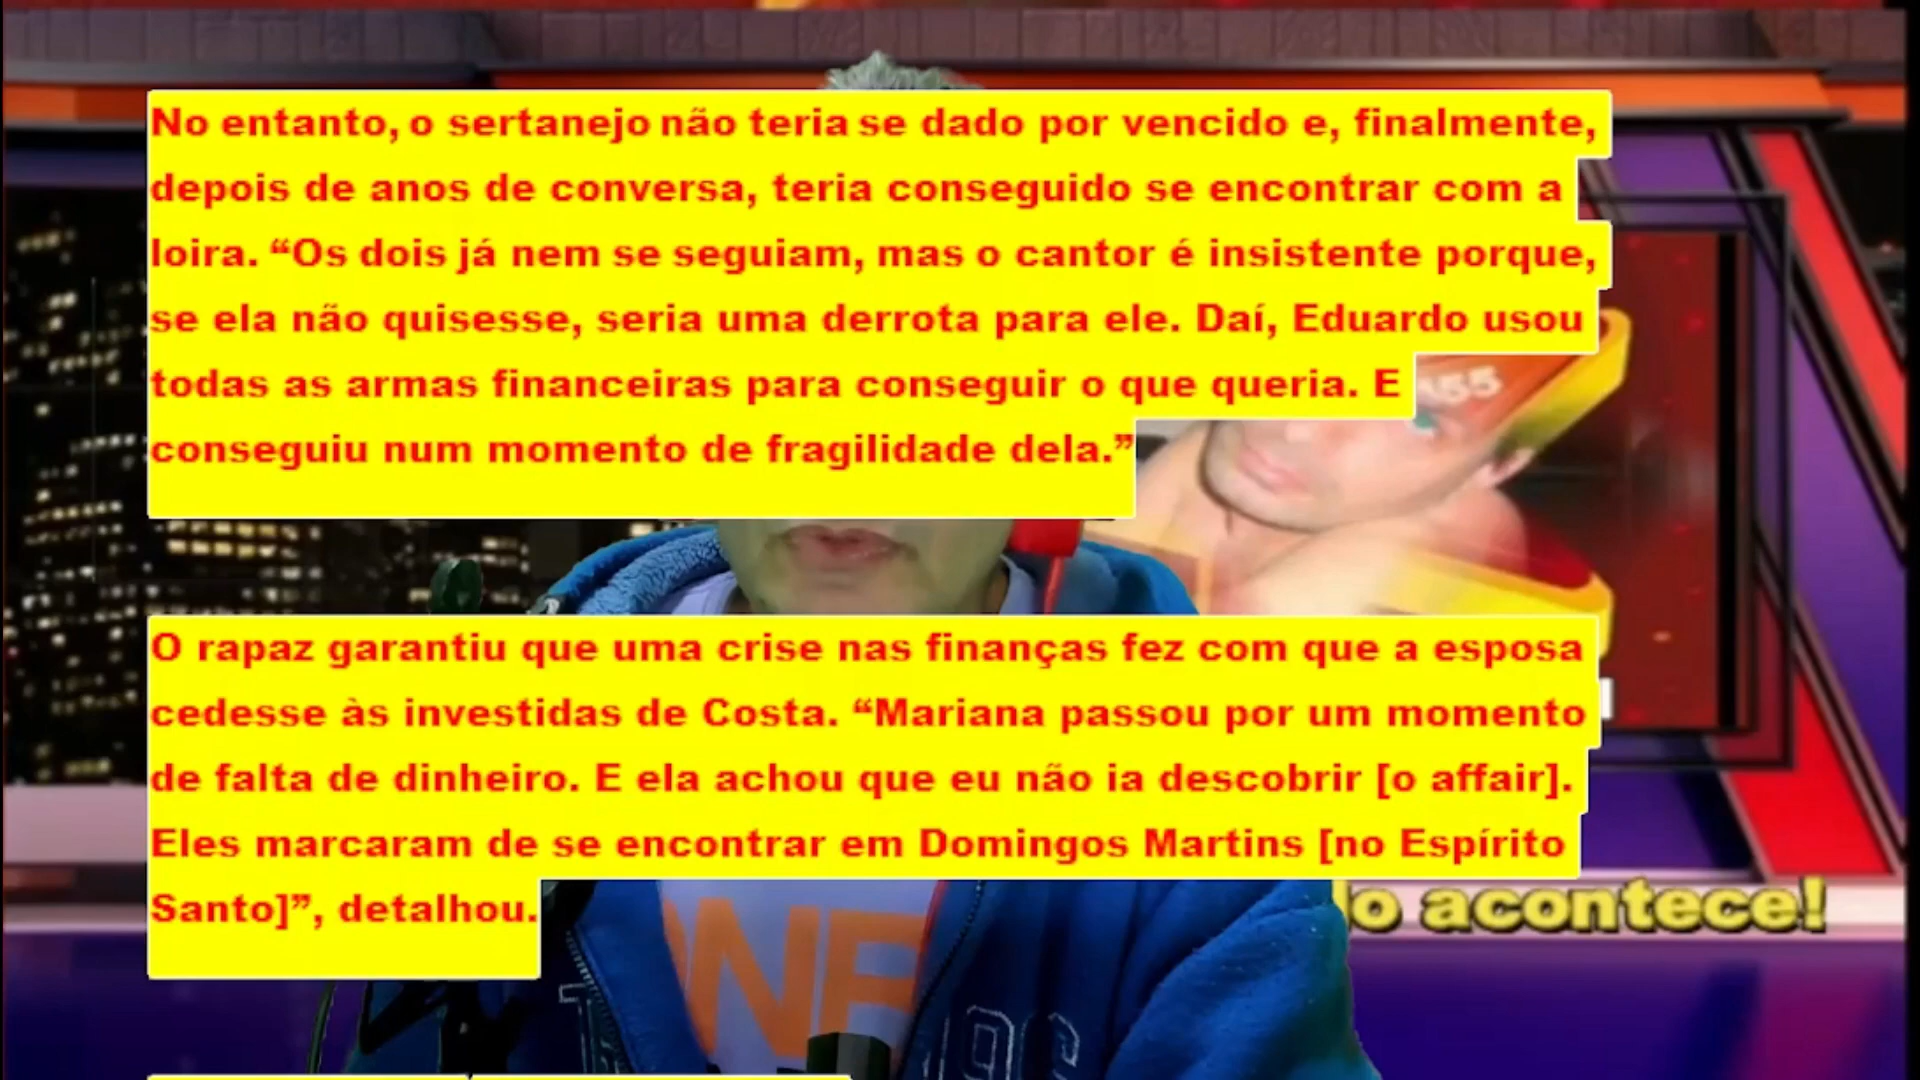 No entanto, o sertanejo não teria se dado por vencido e, finalmente,
depois de anos de conversa, teria conseguido se encontrar com a
loira. “Os dois já nem se seguiam, mas o cantor é insistente porque,
se ela não quisesse, seria uma derrota para ele. Daí, Eduardo usou
todas as armas financeiras para conseguir o que queria. E
conseguiu num momento de fragilidade dela.”
O rapaz garantiu que uma crise nas finanças fez com que a esposa
cedesse às investidas de Costa. “Mariana passou por um momento
de falta de dinheiro. E ela achou que eu não ia descobrir [o affair].
Eles marcaram de se encontrar em Domingos Martins [no Espírito
Santo]”, detalhou.
acontece!